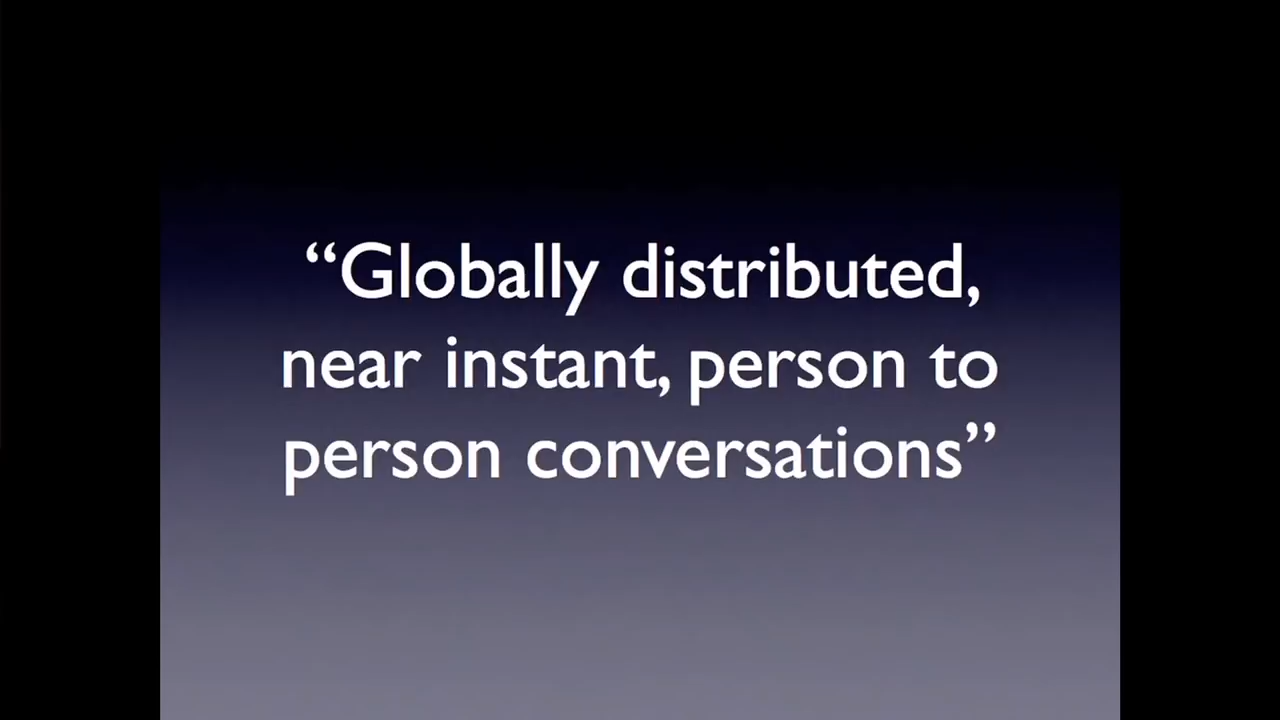 “Globally distributed,
near instant, person to
person conversations”